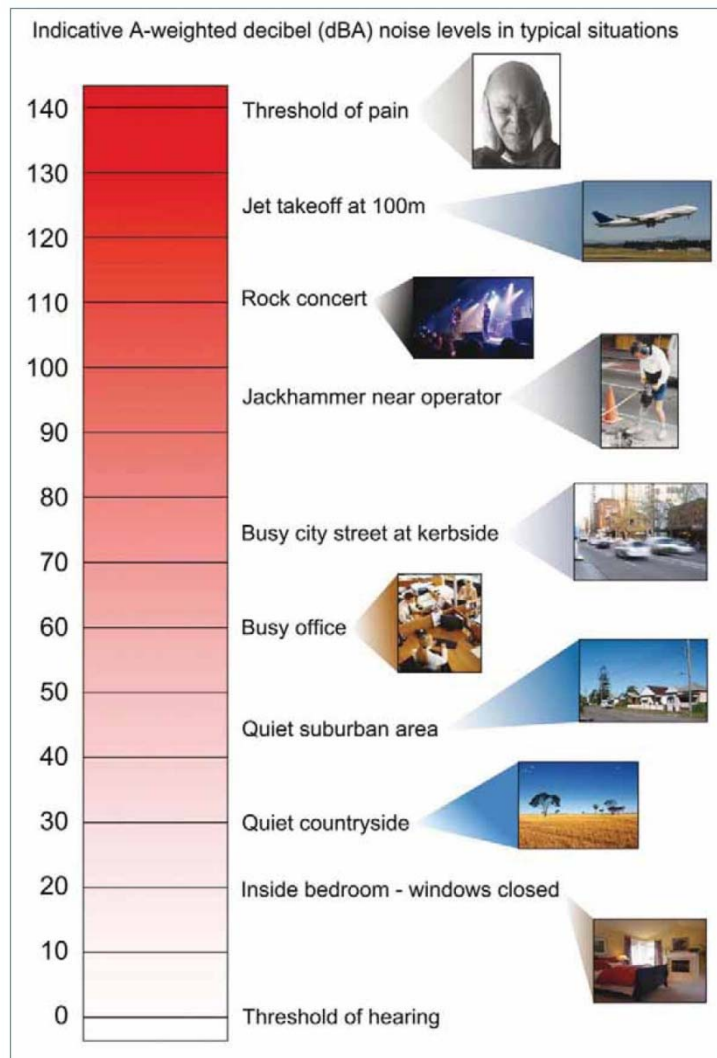 Indicative A-weighted decibel (dBA) noise levels in typical situations
140
Threshold of pain
130
Jet takeoff at 100m
120
110
Rock concert
100
Jackhammer near operator
90
80
Busy city street at kerbside
70
60
Busy office
50
Quiet suburban area
40
30
Quiet countryside
20
Inside bedroom - windows closed
10
0
Threshold of hearing